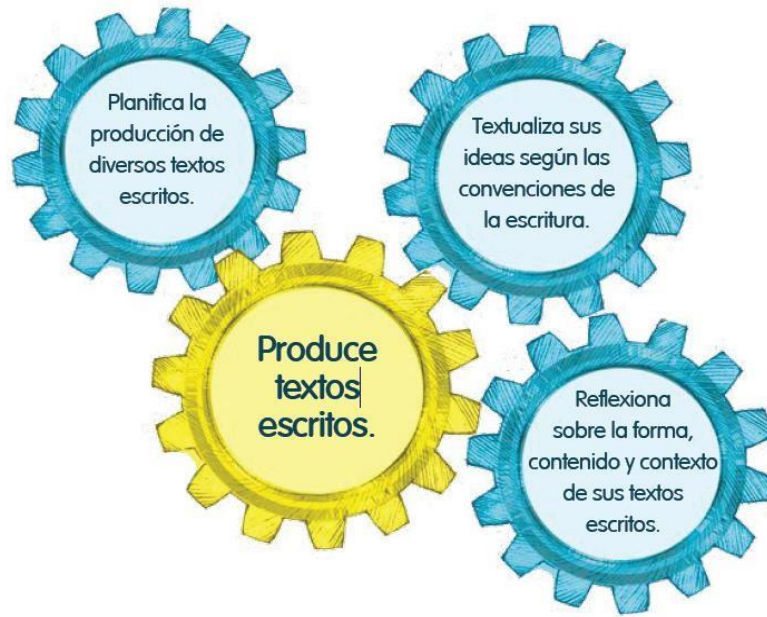 Planifica la
producción de
diversos textos
escritos.
Textualiza sus
ideas según las
convenciones de
la escritura.
Produce
textos
escritos.
Reflexiona
sobre la forma,
contenido y contexto
de sus textos
escritos.